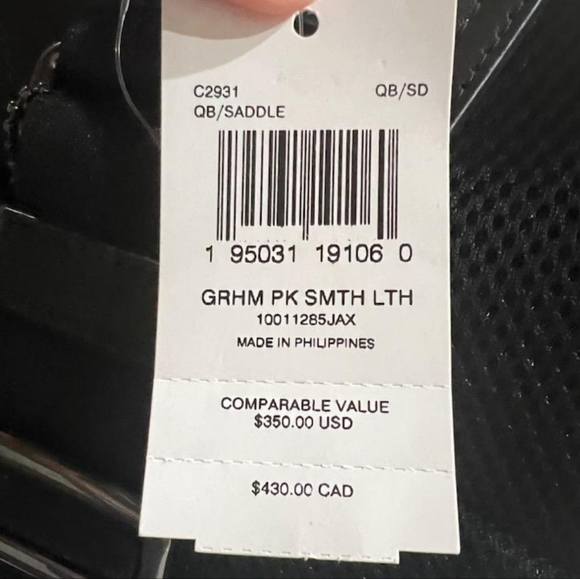 C2931 QB/SD
QB/SADDLE
1 95031 19106 0
GRHM PK SMTH LTH
10011285JAX
MADE IN PHILIPPINES
COMPARABLE VALUE
$350.00 USD
$430.00 CAD